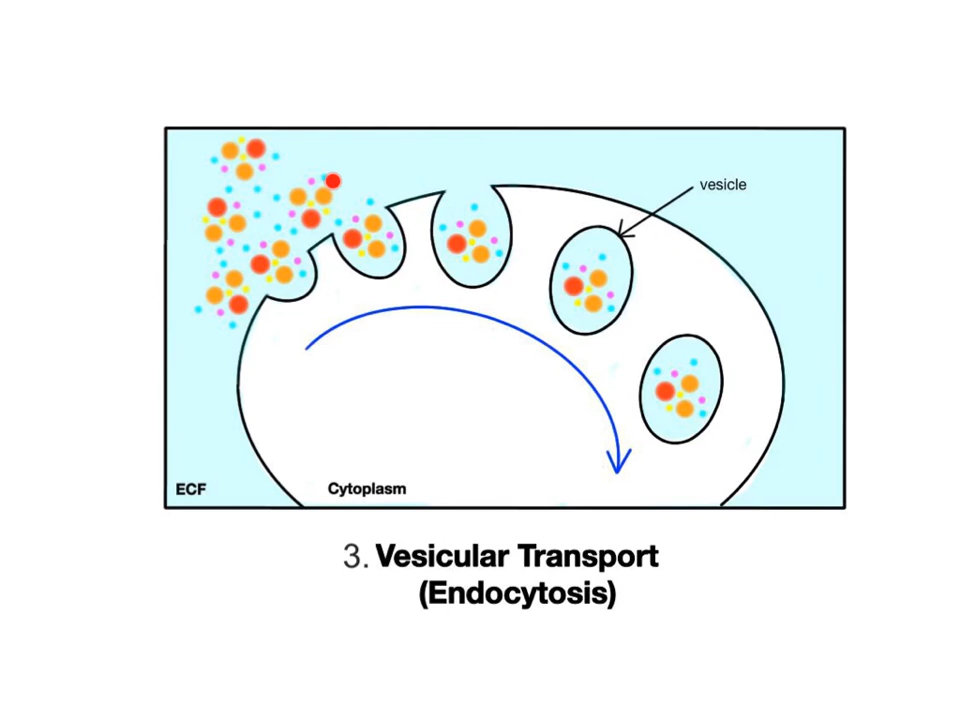 vesicle
ECF
Cytoplasm
3. Vesicular Transport
(Endocytosis)